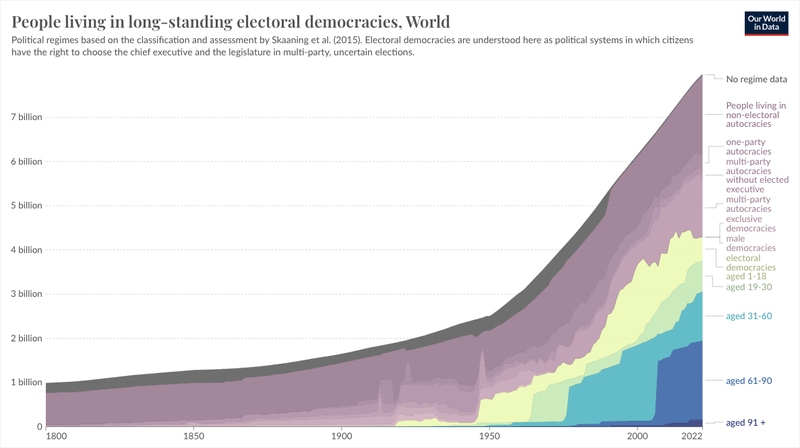 People living in long-standing electoral democracies, World
Our World
in Data
Political regimes based on the classification and assessment by Skaaning et al. (2015). Electoral democracies are understood here as political systems in which citizens
have the right to choose the chief executive and the legislature in multi-party, uncertain elections.
No regime data
7 billion
People living in
non-electoral
autocracies
one-party
autocracies
6 billion
multi-party
autocracies
without elected
executive
5 billion
multi-party
autocracies
exclusive
democracies
4 billion
male
democracies
electoral
democracies
aged 1-18
3 billion
aged 19-30
aged 31-60
2 billion
1 billion
aged 61-90
0
aged 91 +
1800
1850
1900
1950
2000
2022